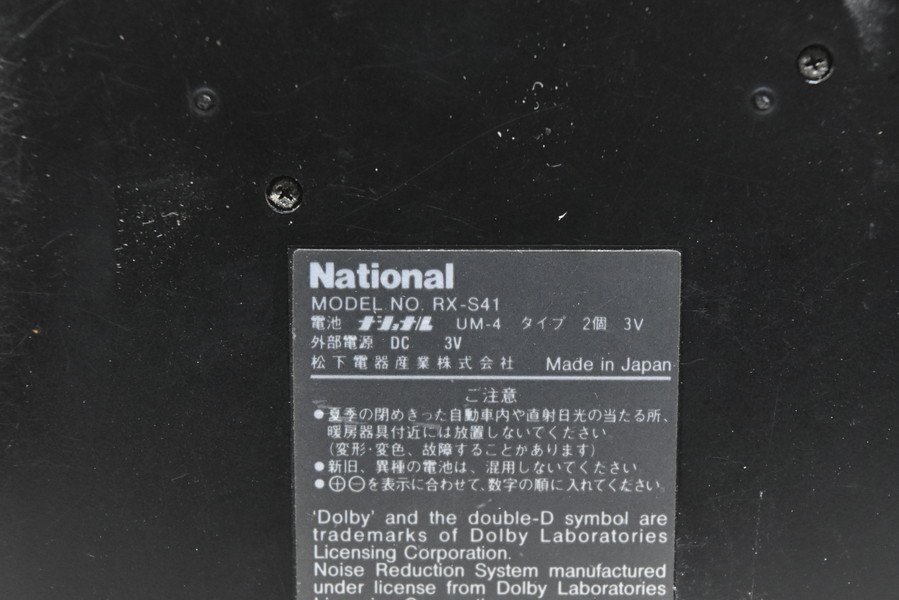 National
MODEL NO. RX-S41
電池 ナショナル UM-4 タイプ 2個 3V
外部電源 DC 3V
松下電器産業株式会社 Made in Japan
ご注意
●夏季の閉めきった自動車内や直射日光の当たる所、
暖房器具付近には放置しないでください
(変形・変色、故障することがあります)
●新旧、異種の電池は、混用しないでください
●⊕⊖を表示に合わせて、数字の順に入れてください。
'Dolby' and the double-D symbol are
trademarks of Dolby Laboratories
Licensing Corporation.
Noise Reduction System manufactured
under license from Dolby Laboratories